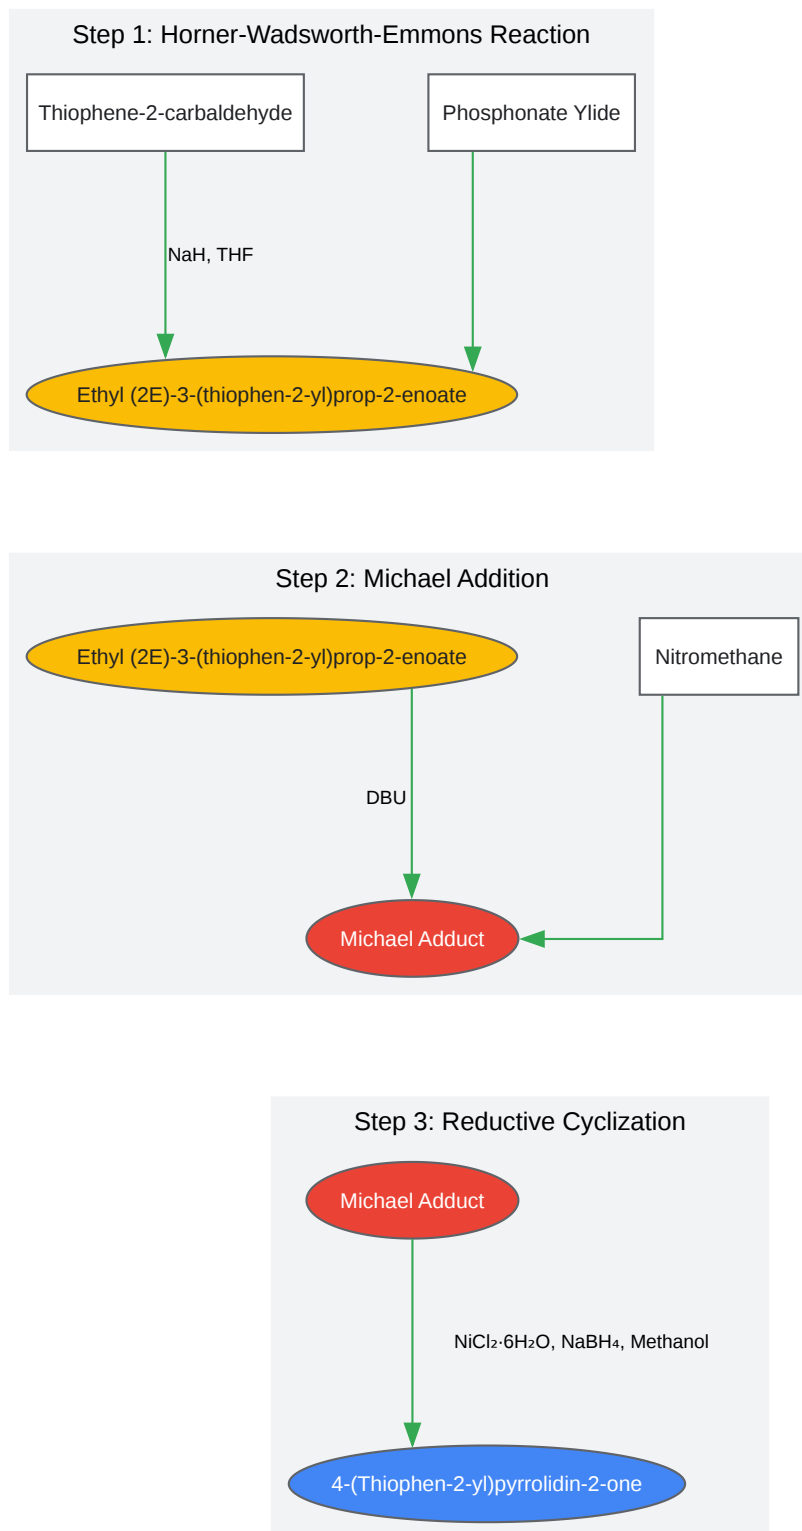 Step 1: Horner-Wadsworth-Emmons Reaction
Thiophene-2-carbaldehyde
Phosphonate Ylide
NaH, THF
Ethyl (2E)-3-(thiophen-2-yl)prop-2-enoate
Step 2: Michael Addition
Ethyl (2E)-3-(thiophen-2-yl)prop-2-enoate
Nitromethane
DBU
Michael Adduct
Step 3: Reductive Cyclization
Michael Adduct
NiCl₂·6H₂O, NaBH₄, Methanol
4-(Thiophen-2-yl)pyrrolidin-2-one